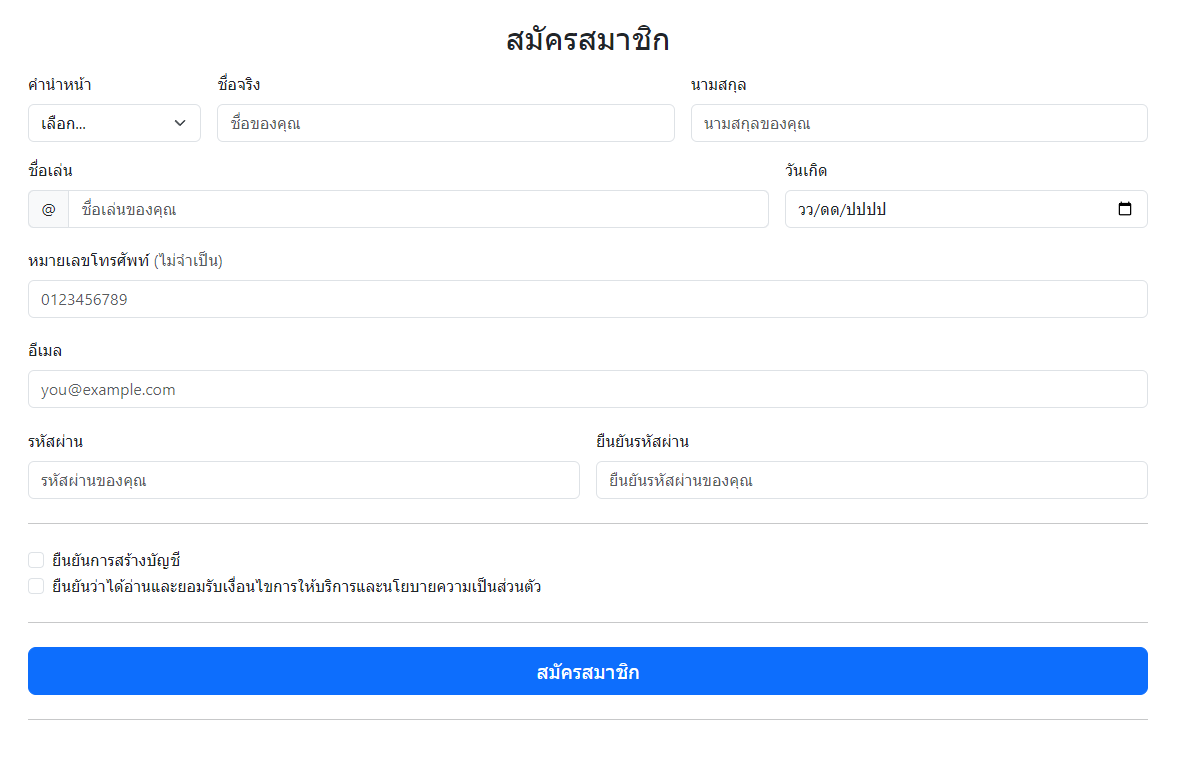 สมัครสมาชิก
คำนำหน้า ชื่อจริง นามสกุล
เลือก... ชื่อของคุณ นามสกุลของคุณ
ชื่อเล่น วันเกิด
@ ชื่อเล่นของคุณ วว/ดด/ปปปป
หมายเลขโทรศัพท์ (ไม่จำเป็น)
0123456789
อีเมล
you@example.com
รหัสผ่าน ยืนยันรหัสผ่าน
รหัสผ่านของคุณ ยืนยันรหัสผ่านของคุณ
ยืนยันการสร้างบัญชี
ยืนยันว่าได้อ่านและยอมรับเงื่อนไขการให้บริการและนโยบายความเป็นส่วนตัว
สมัครสมาชิก